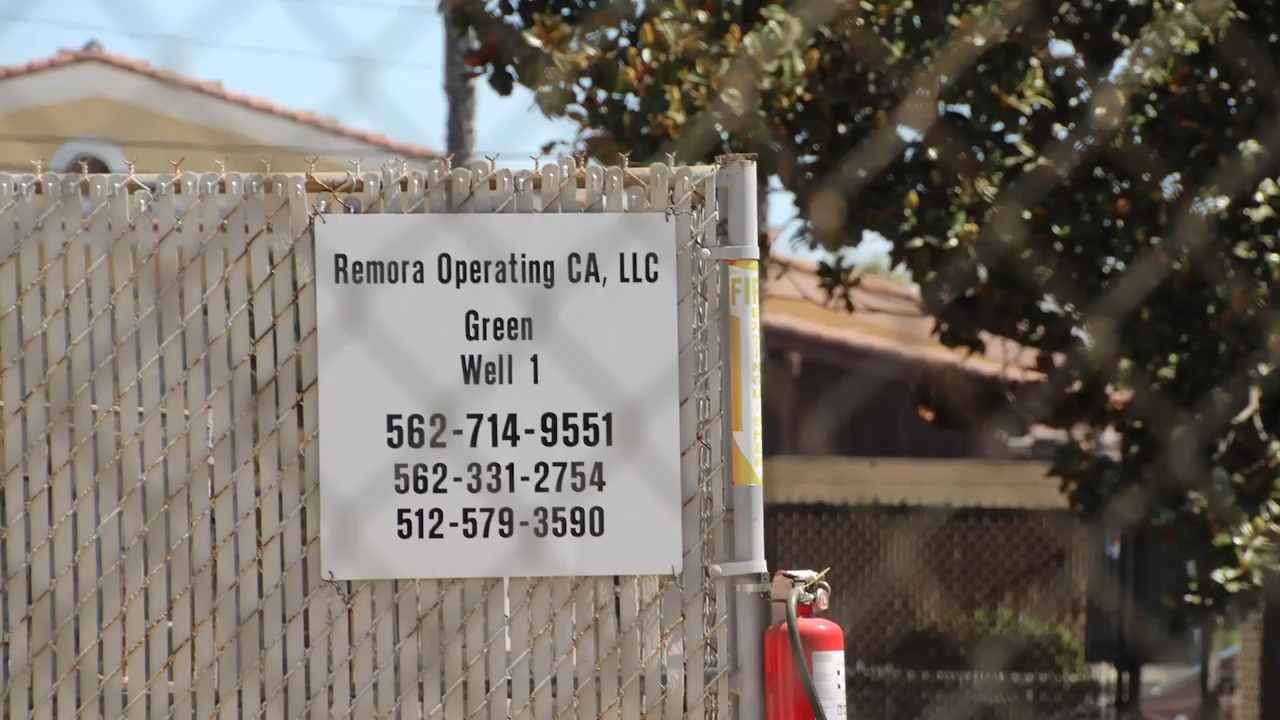 Remora Operating CA, LLC
Green
Well 1
562-714-9551
562-331-2754
512-579-3590